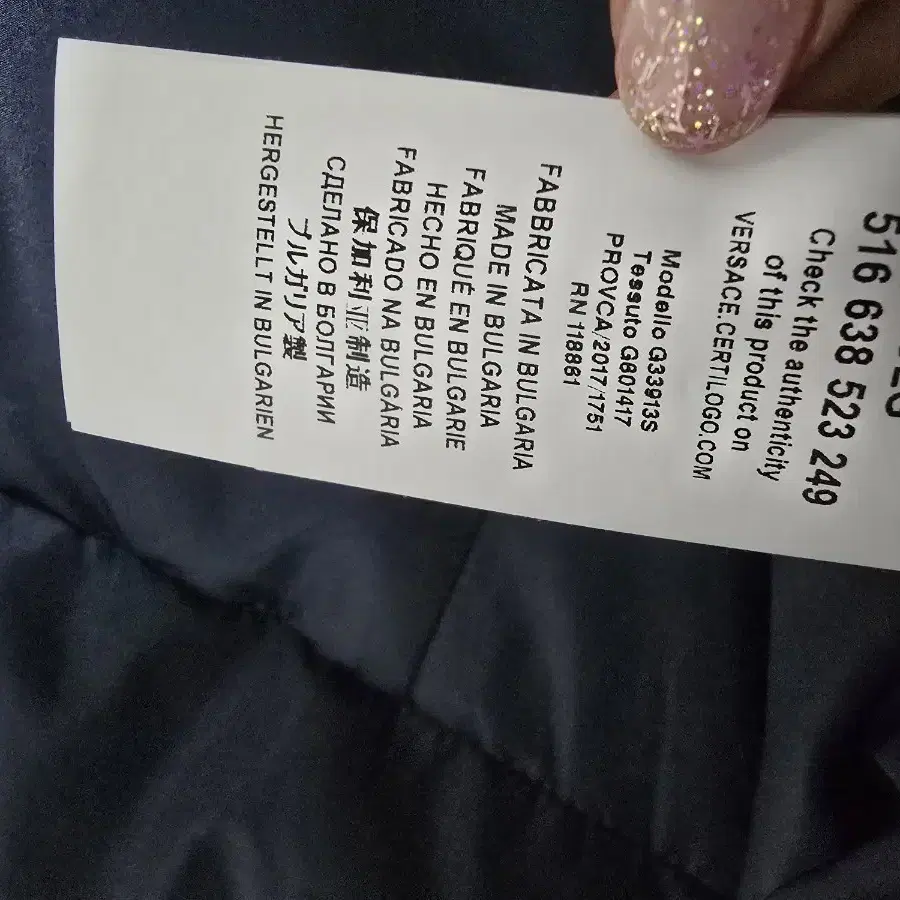 516 638 523 249
Check the authenticity
of this product on
VERSACE.CERTILOGO.COM
Modello G33913S
Tessuto G601417
PROVCA/2017/1751
RN 118861
FABBRICATA IN BULGARIA
MADE IN BULGARIA
FABRIQUÉ EN BULGARIE
HECHO EN BULGARIA
FABRICADO NA BULGÁRIA
保加利亚制造
СДЕЛАНО В БОЛГАРИИ
ブルガリア製
HERGESTELLT IN BULGARIEN